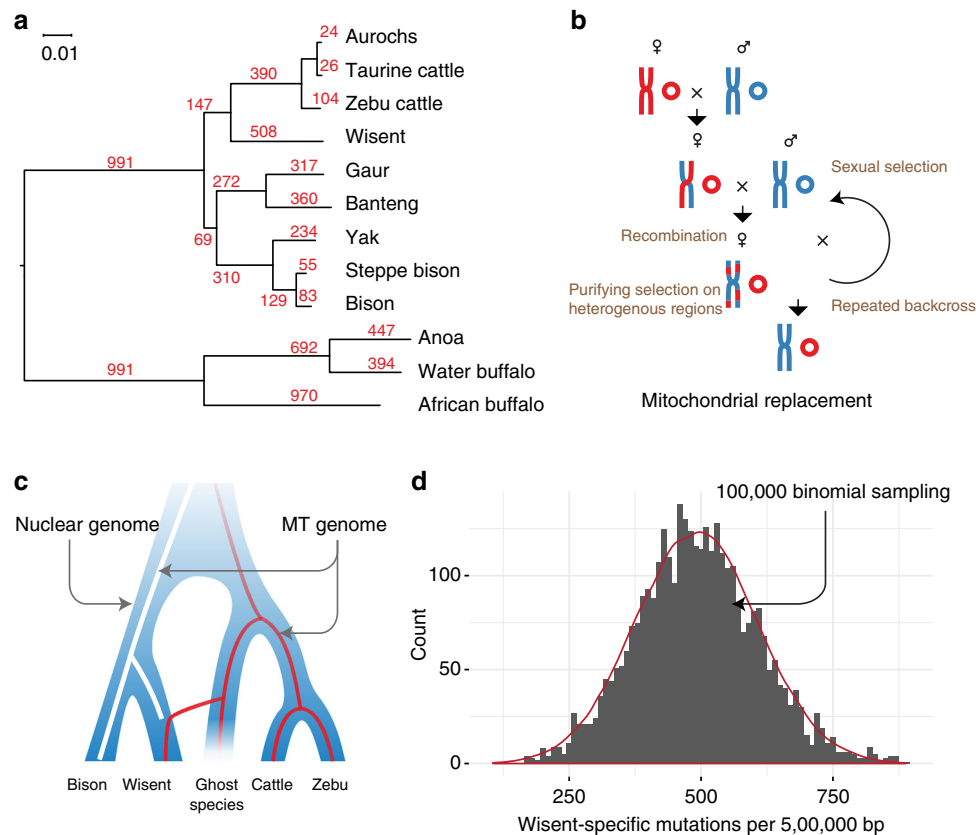 a
0.01
24
Aurochs
390
26
Taurine cattle
147
104
Zebu cattle
508
Wisent
991
317
Gaur
272
360
Banteng
69
234
Yak
310
55
Steppe bison
129
83
Bison
447
Anoa
692
394
Water buffalo
991
970
African buffalo
b
♀ ♂
×
♀ ♂
Sexual selection
×
Recombination
♀
×
Purifying selection on
heterogenous regions
Repeated backcross
Mitochondrial replacement
c
Nuclear genome
MT genome
Bison
Wisent
Ghost
species
Cattle
Zebu
d
100,000 binomial sampling
100
50
0
Count
250
500
750
Wisent-specific mutations per 5,00,000 bp